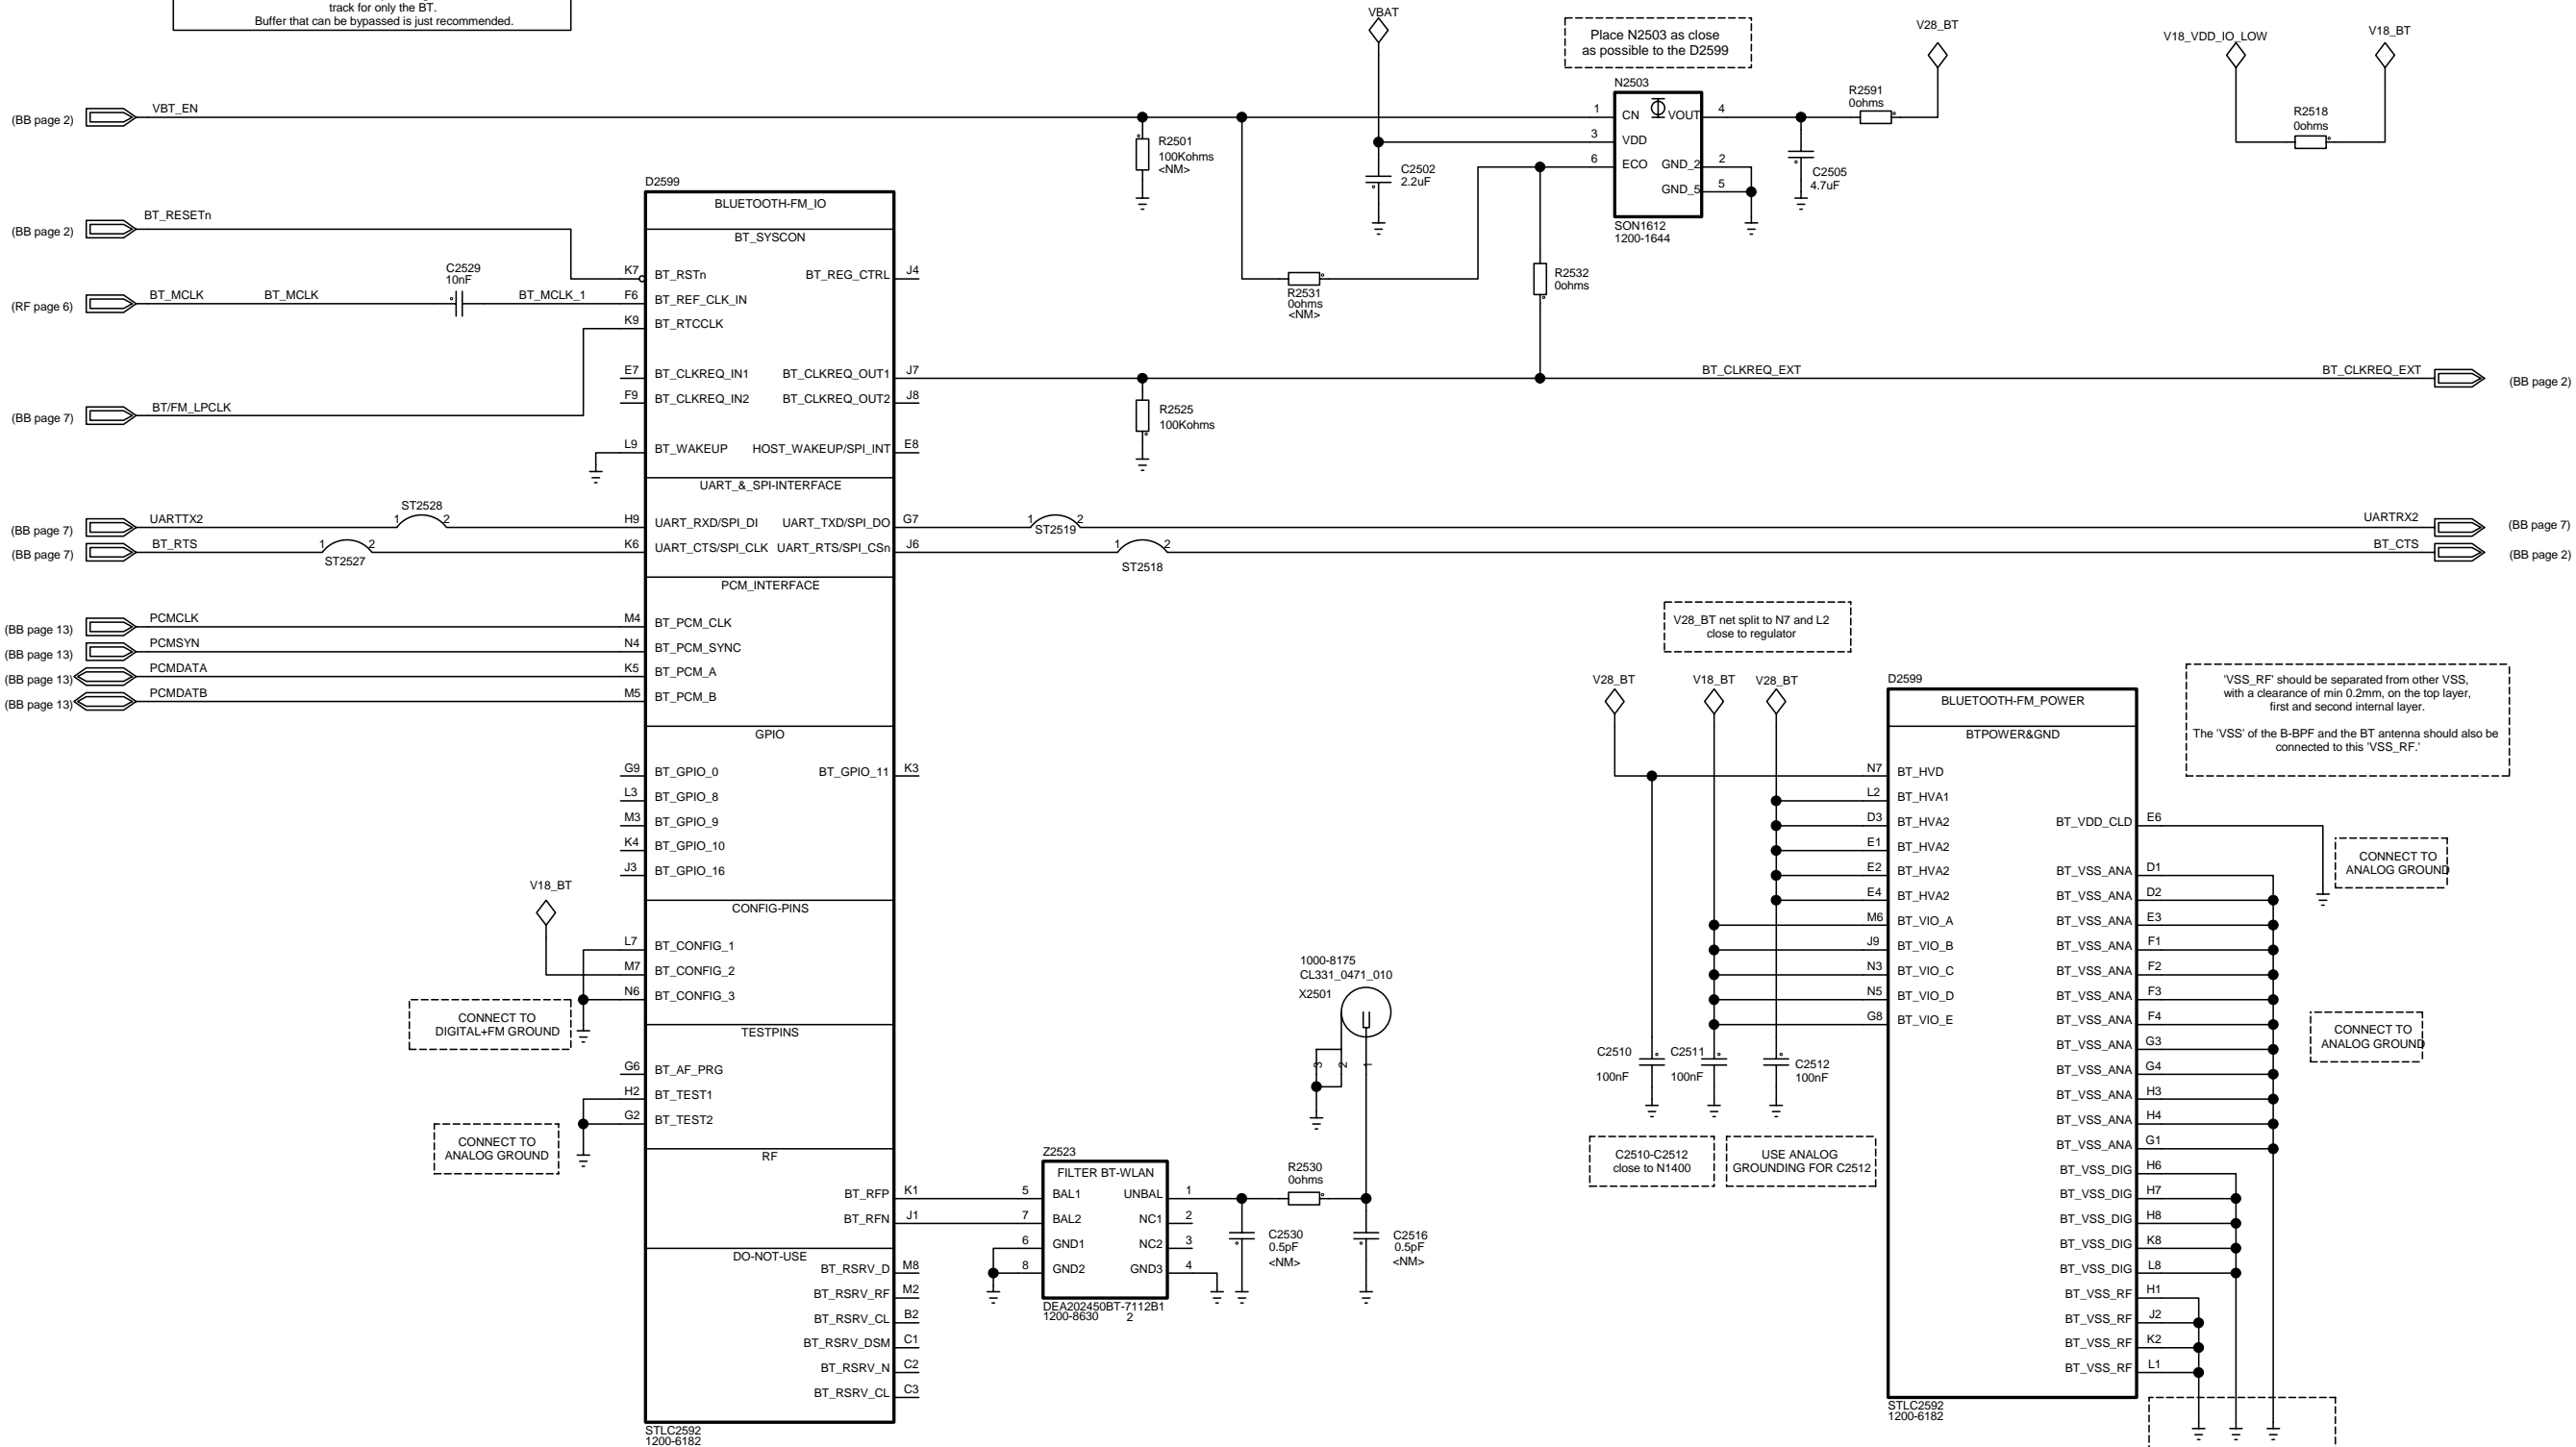 track for only the BT.
Buffer that can be bypassed is just recommended.
VBAT
Place N2503 as close
as possible to the D2599
V28_BT
V18_VDD_IO_LOW
V18_BT
(BB page 2)
VBT_EN
R2501
100Kohms
<NM>
C2502
2.2uF
N2503
1
CN
VOUT
4
3
VDD
6
ECO
GND_2
2
GND_5
5
SON1612
1200-1644
R2591
0ohms
C2505
4.7uF
R2518
0ohms
R2531
0ohms
<NM>
R2532
0ohms
D2599
BLUETOOTH-FM_IO
BT_SYSCON
(BB page 2)
BT_RESETn
K7
BT_RSTn
BT_REG_CTRL
J4
(RF page 6)
BT_MCLK
BT_MCLK
C2529
10nF
BT_MCLK_1
F6
BT_REF_CLK_IN
K9
BT_RTCCLK
E7
BT_CLKREQ_IN1
BT_CLKREQ_OUT1
J7
BT_CLKREQ_EXT
BT_CLKREQ_EXT
(BB page 2)
F9
BT_CLKREQ_IN2
BT_CLKREQ_OUT2
J8
R2525
100Kohms
(BB page 7)
BT/FM_LPCLK
L9
BT_WAKEUP
HOST_WAKEUP/SPI_INT
E8
UART_&_SPI-INTERFACE
(BB page 7)
UARTTX2
1
ST2528
2
H9
UART_RXD/SPI_DI
UART_TXD/SPI_DO
G7
1
ST2519
2
UARTRX2
(BB page 7)
(BB page 7)
BT_RTS
1
ST2527
2
K6
UART_CTS/SPI_CLK
UART_RTS/SPI_CSn
J6
1
ST2518
2
BT_CTS
(BB page 2)
PCM_INTERFACE
(BB page 13)
PCMCLK
M4
BT_PCM_CLK
(BB page 13)
PCMSYN
N4
BT_PCM_SYNC
(BB page 13)
PCMDATA
K5
BT_PCM_A
(BB page 13)
PCMDATB
M5
BT_PCM_B
GPIO
G9
BT_GPIO_0
BT_GPIO_11
K3
L3
BT_GPIO_8
M3
BT_GPIO_9
K4
BT_GPIO_10
J3
BT_GPIO_16
V18_BT
CONFIG-PINS
L7
BT_CONFIG_1
M7
BT_CONFIG_2
N6
BT_CONFIG_3
CONNECT TO
DIGITAL+FM GROUND
TESTPINS
G6
BT_AF_PRG
H2
BT_TEST1
G2
BT_TEST2
CONNECT TO
ANALOG GROUND
RF
BT_RFP
K1
BT_RFN
J1
DO-NOT-USE
BT_RSRV_D
M8
BT_RSRV_RF
M2
BT_RSRV_CL
B2
BT_RSRV_DSM
C1
BT_RSRV_N
C2
BT_RSRV_CL
C3
STLC2592
1200-6182
Z2523
FILTER BT-WLAN
5
BAL1
UNBAL
1
7
BAL2
NC1
2
6
GND1
NC2
3
8
GND2
GND3
4
DEA202450BT-7112B1
1200-8630
2
R2530
0ohms
C2530
0.5pF
<NM>
C2516
0.5pF
<NM>
1000-8175
CL331_0471_010
X2501
3
2
1
V28_BT net split to N7 and L2
close to regulator
V28_BT
V18_BT
V28_BT
C2510
100nF
C2511
100nF
C2512
100nF
C2510-C2512
close to N1400
USE ANALOG
GROUNDING FOR C2512
D2599
BLUETOOTH-FM_POWER
BTPOWER&GND
N7
BT_HVD
L2
BT_HVA1
D3
BT_HVA2
E1
BT_HVA2
E2
BT_HVA2
E4
BT_HVA2
M6
BT_VIO_A
J9
BT_VIO_B
N3
BT_VIO_C
N5
BT_VIO_D
G8
BT_VIO_E
BT_VDD_CLD
E6
BT_VSS_ANA
D1
BT_VSS_ANA
D2
BT_VSS_ANA
E3
BT_VSS_ANA
F1
BT_VSS_ANA
F2
BT_VSS_ANA
F3
BT_VSS_ANA
F4
BT_VSS_ANA
G3
BT_VSS_ANA
G4
BT_VSS_ANA
H3
BT_VSS_ANA
H4
BT_VSS_ANA
G1
BT_VSS_DIG
H6
BT_VSS_DIG
H7
BT_VSS_DIG
H8
BT_VSS_DIG
K8
BT_VSS_DIG
L8
BT_VSS_RF
H1
BT_VSS_RF
J2
BT_VSS_RF
K2
BT_VSS_RF
L1
STLC2592
1200-6182
'VSS_RF' should be separated from other VSS,
with a clearance of min 0.2mm, on the top layer,
first and second internal layer.
The 'VSS' of the B-BPF and the BT antenna should also be
connected to this 'VSS_RF.'
CONNECT TO
ANALOG GROUND
CONNECT TO
ANALOG GROUND